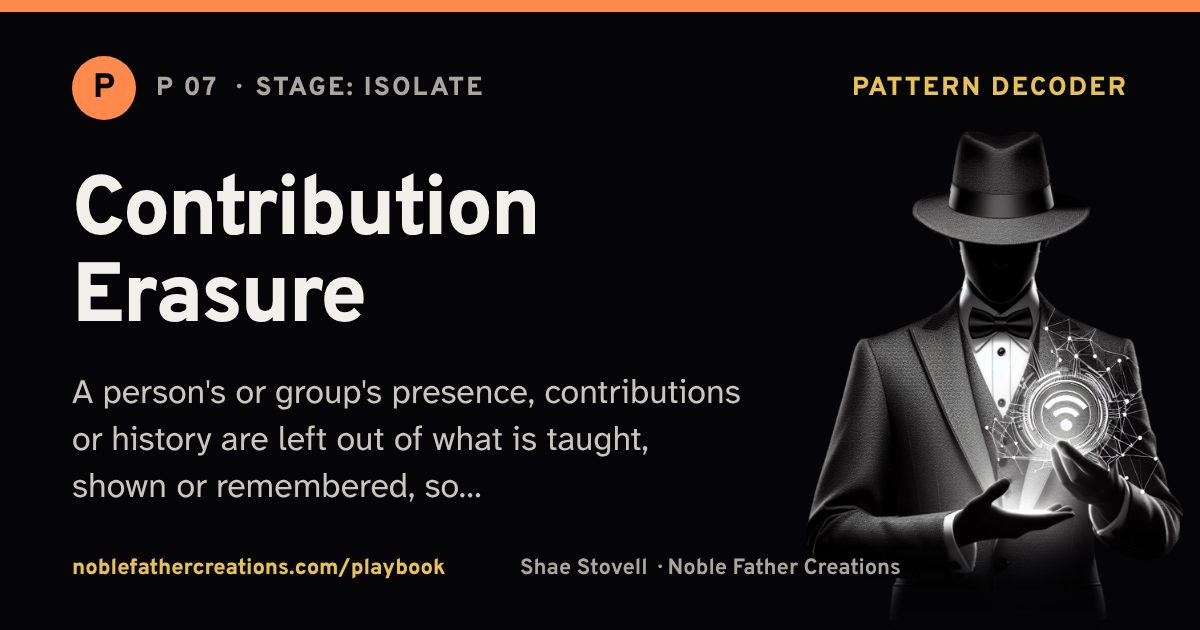 P
P 07 · STAGE: ISOLATE
PATTERN DECODER
Contribution
Erasure
A person's or group's presence, contributions
or history are left out of what is taught,
shown or remembered, so...
noblefathercreations.com/playbook
Shae Stovell · Noble Father Creations